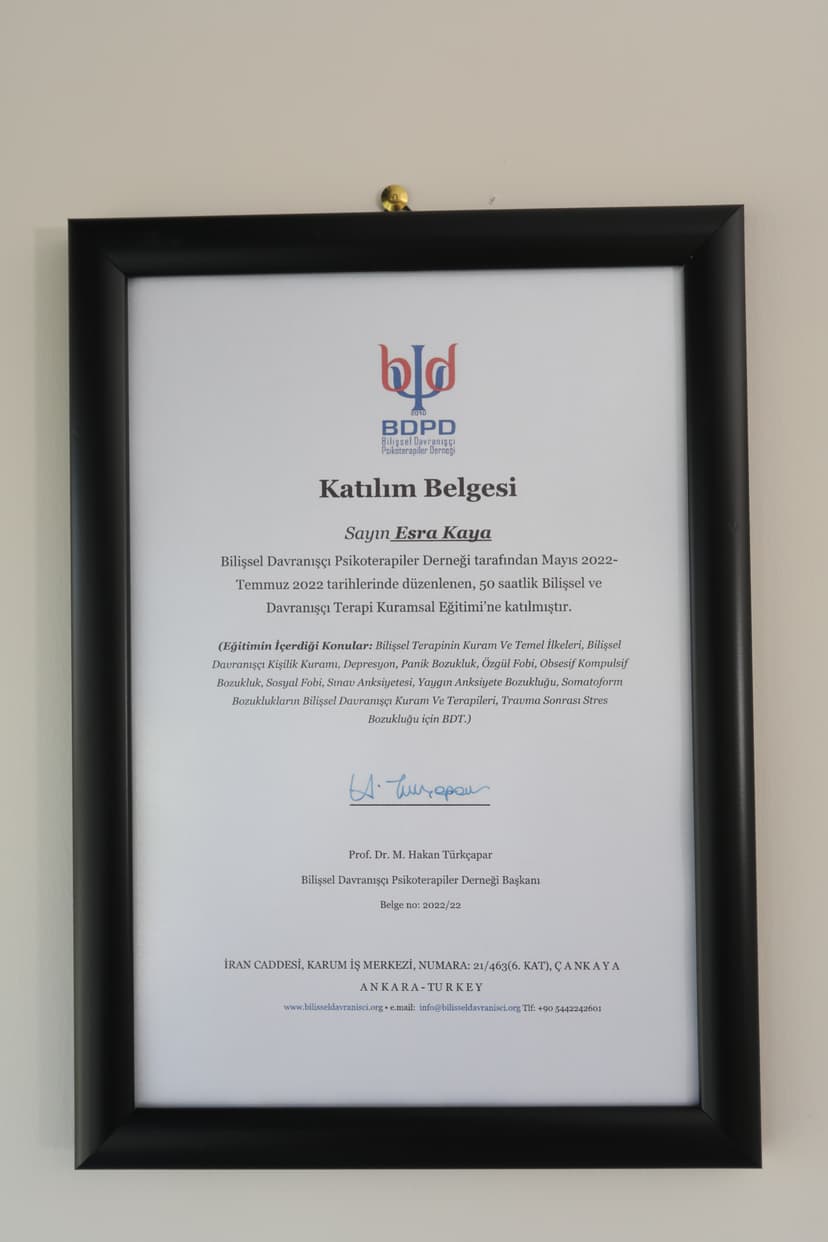 bd
2010
BDPD
Bilişsel Davranışçı
Psikoterapiler Derneği
Katılım Belgesi
Sayın Esra Kaya
Bilişsel Davranışçı Psikoterapiler Derneği tarafından Mayıs 2022-
Temmuz 2022 tarihlerinde düzenlenen, 50 saatlik Bilişsel ve
Davranışçı Terapi Kuramsal Eğitimi’ne katılmıştır.
(Eğitimin İçerdiği Konular: Bilişsel Terapinin Kuram Ve Temel İlkeleri, Bilişsel
Davranışçı Kişilik Kuramı, Depresyon, Panik Bozukluk, Özgül Fobi, Obsesif Kompulsif
Bozukluk, Sosyal Fobi, Sınav Anksiyetesi, Yaygın Anksiyete Bozukluğu, Somatoform
Bozuklukların Bilişsel Davranışçı Kuram Ve Terapileri, Travma Sonrası Stres
Bozukluğu için BDT.)
H. Türkçapar
Prof. Dr. M. Hakan Türkçapar
Bilişsel Davranışçı Psikoterapiler Derneği Başkanı
Belge no: 2022/22
İRAN CADDESİ, KARUM İŞ MERKEZİ, NUMARA: 21/463(6. KAT), Ç A N K A Y A
A N K A R A - T U R K E Y
www.bilisseldavranisci.org • e.mail: info@bilisseldavranisci.org Tlf: +90 5442242601